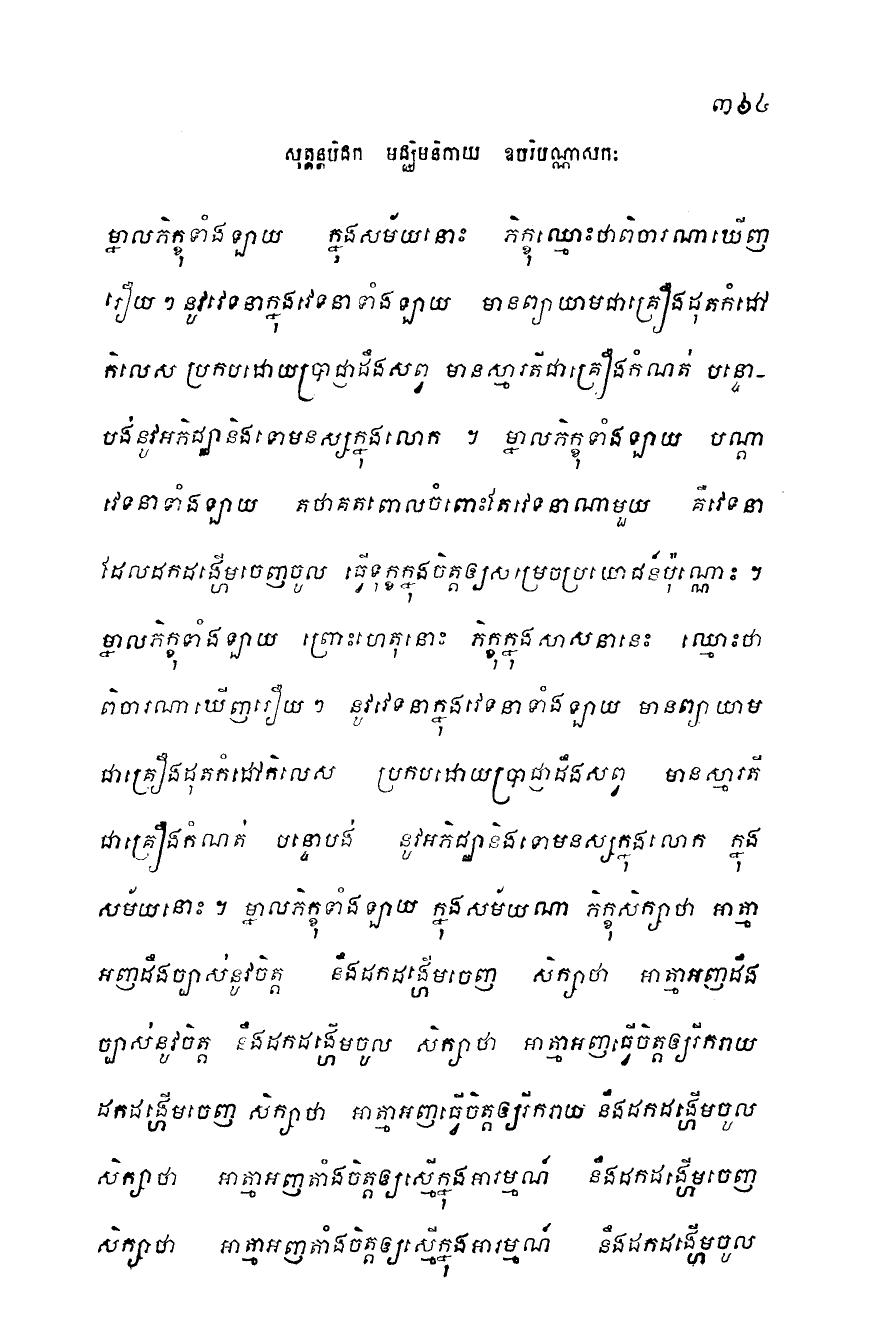 ៣៦៤
សុត្តន្តបិដក មជ្ឈិមនិកាយ ឧបរិបណ្ណាសកៈ
ម្នាលភិក្ខុទាំងឡាយ ក្នុងសម័យនោះ ភិក្ខុឈ្មោះថាពិចារណាឃើញ
រឿយ ៗ នូវវេទនាក្នុងវេទនាទាំងឡាយ មានព្យាយាមជាគ្រឿងដុតកំដៅ
កិលេស ប្រកបដោយប្រាជ្ញាដឹងសព្វ មានស្មារតីជាគ្រឿងកំណត់ បន្ទោ-
បង់នូវអភិជ្ឈានិងទោមនស្សក្នុងលោក ។ ម្នាលភិក្ខុទាំងឡាយ បណ្តា
វេទនាទាំងឡាយ តថាគតពោលចំពោះតែវេទនាណាមួយ គឺវេទនា
ដែលដកដង្ហើមចេញចូល ធ្វើទុក្ខក្នុងចិត្តឲ្យសម្រេចប្រយោជន៍ប៉ុណ្ណោះ ។
ម្នាលភិក្ខុទាំងឡាយ ព្រោះហេតុនោះ ភិក្ខុក្នុងសាសនានេះ ឈ្មោះថា
ពិចារណាឃើញរឿយ ៗ នូវវេទនាក្នុងវេទនាទាំងឡាយ មានព្យាយាម
ជាគ្រឿងដុតកំដៅកិលេស ប្រកបដោយប្រាជ្ញាដឹងសព្វ មានស្មារតី
ជាគ្រឿងកំណត់ បន្ទោបង់ នូវអភិជ្ឈានិងទោមនស្សក្នុងលោក ក្នុង
សម័យនោះ ។ ម្នាលភិក្ខុទាំងឡាយ ក្នុងសម័យណា ភិក្ខុសិក្សាថា អាត្មា
អញដឹងច្បាស់នូវចិត្ត នឹងដកដង្ហើមចេញ សិក្សាថា អាត្មាអញដឹង
ច្បាស់នូវចិត្ត នឹងដកដង្ហើមចូល សិក្សាថា អាត្មាអញធ្វើចិត្តឲ្យរីករាយ
ដកដង្ហើមចេញ សិក្សាថា អាត្មាអញធ្វើចិត្តឲ្យរីករាយ នឹងដកដង្ហើមចូល
សិក្សាថា អាត្មាអញតាំងចិត្តឲ្យស្មើក្នុងអារម្មណ៍ នឹងដកដង្ហើមចេញ
សិក្សាថា អាត្មាអញតាំងចិត្តឲ្យស្មើក្នុងអារម្មណ៍ នឹងដកដង្ហើមចូល